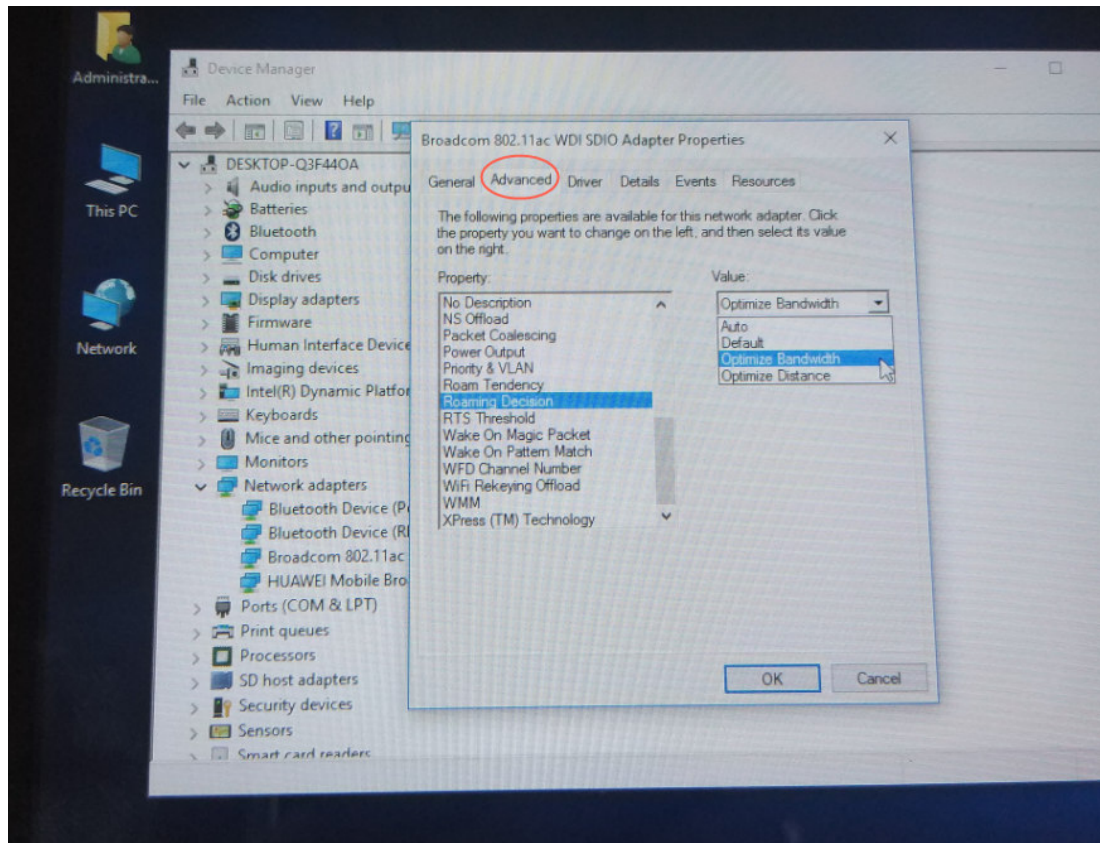 Administra...
This PC
Network
Recycle Bin
Device Manager
File Action View Help
DESKTOP-Q3F44OA
Audio inputs and outpu
Batteries
Bluetooth
Computer
Disk drives
Display adapters
Firmware
Human Interface Device
Imaging devices
Intel(R) Dynamic Platfor
Keyboards
Mice and other pointing
Monitors
Network adapters
Bluetooth Device (P
Bluetooth Device (R
Broadcom 802.11ac
HUAWEI Mobile Bro
Ports (COM & LPT)
Print queues
Processors
SD host adapters
Security devices
Sensors
Smart card readers
Broadcom 802.11ac WDI SDIO Adapter Properties
General Advanced Driver Details Events Resources
The following properties are available for this network adapter. Click
the property you want to change on the left, and then select its value
on the right.
Property:
No Description
NS Offload
Packet Coalescing
Power Output
Priority & VLAN
Roam Tendency
Roaming Decision
RTS Threshold
Wake On Magic Packet
Wake On Pattern Match
WFD Channel Number
WiFi Rekeying Offload
WMM
XPress (TM) Technology
Value:
Optimize Bandwidth
Auto
Default
Optimize Bandwidth
Optimize Distance
OK Cancel